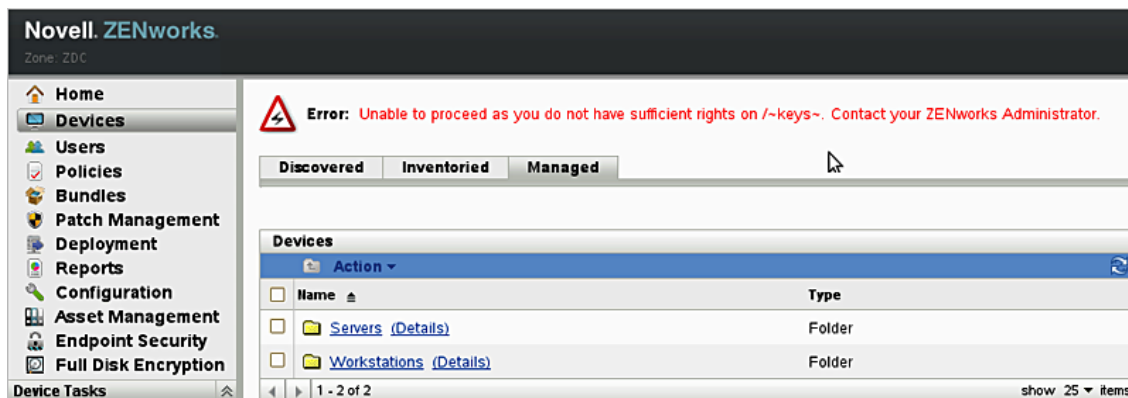 Novell. ZENworks.
Zone: ZDC
Home
Devices
Users
Policies
Bundles
Patch Management
Deployment
Reports
Configuration
Asset Management
Endpoint Security
Full Disk Encryption
Device Tasks
Error: Unable to proceed as you do not have sufficient rights on /~keys~. Contact your ZENworks Administrator.
Discovered Inventoried Managed
Devices
Action
Name Type
Servers (Details) Folder
Workstations (Details) Folder
1 - 2 of 2 show 25 items